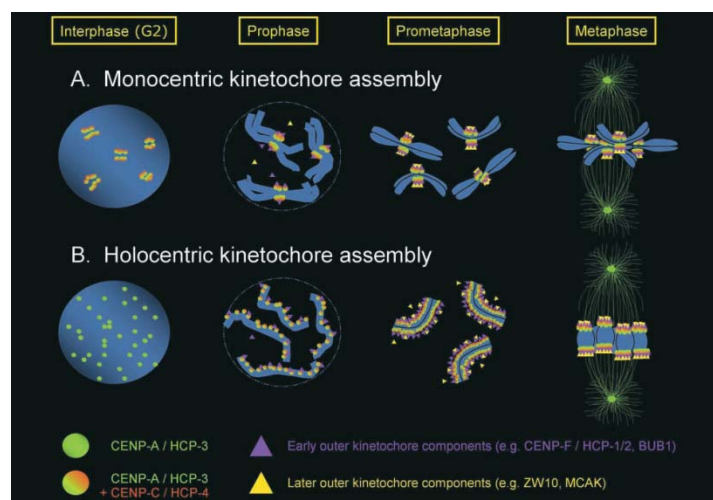 Interphase (G2)
Prophase
Prometaphase
Metaphase
A. Monocentric kinetochore assembly
B. Holocentric kinetochore assembly
CENP-A / HCP-3
Early outer kinetochore components (e.g. CENP-F / HCP-1/2, BUB1)
CENP-A / HCP-3
+ CENP-C / HCP-4
Later outer kinetochore components (e.g. ZW10, MCAK)